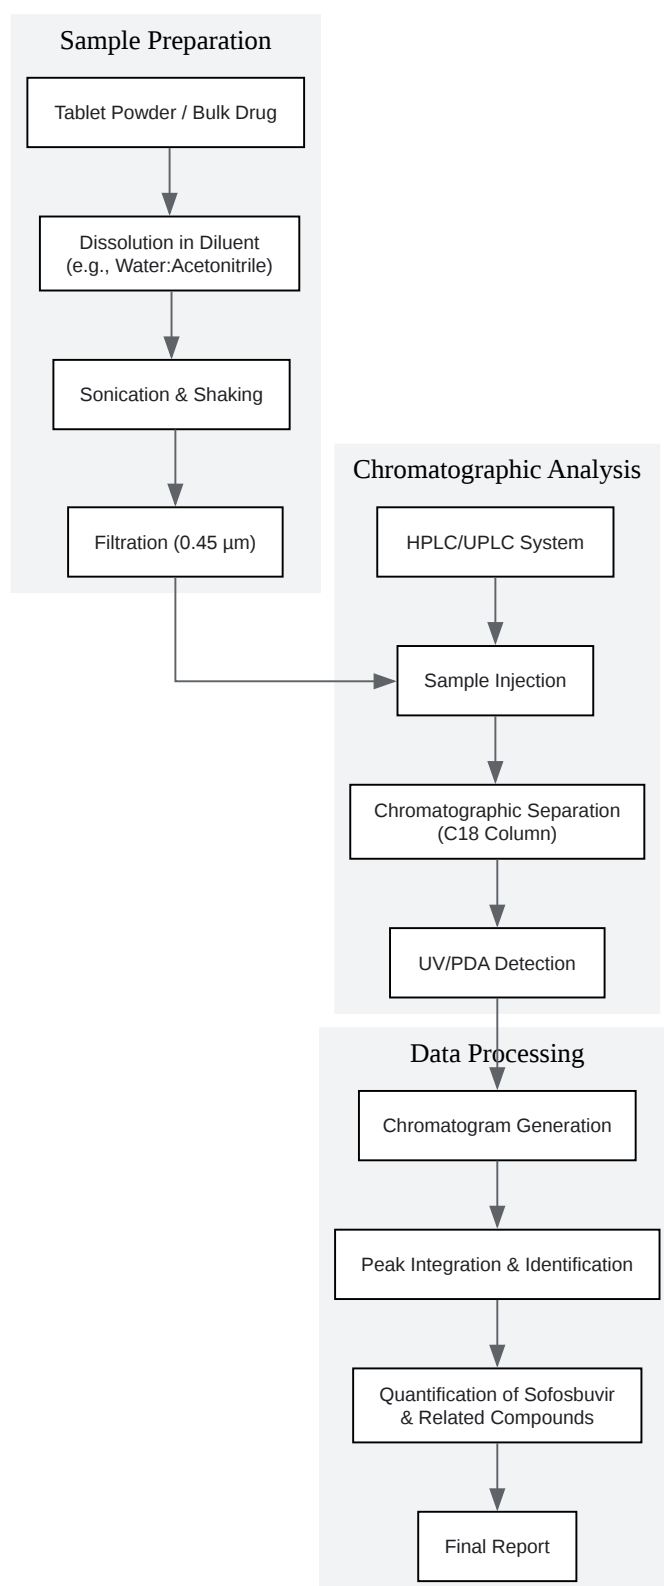 Sample Preparation
Tablet Powder / Bulk Drug
Dissolution in Diluent
(e.g., Water:Acetonitrile)
Sonication & Shaking
Filtration (0.45 µm)
Chromatographic Analysis
HPLC/UPLC System
Sample Injection
Chromatographic Separation
(C18 Column)
UV/PDA Detection
Data Processing
Chromatogram Generation
Peak Integration & Identification
Quantification of Sofosbuvir
& Related Compounds
Final Report